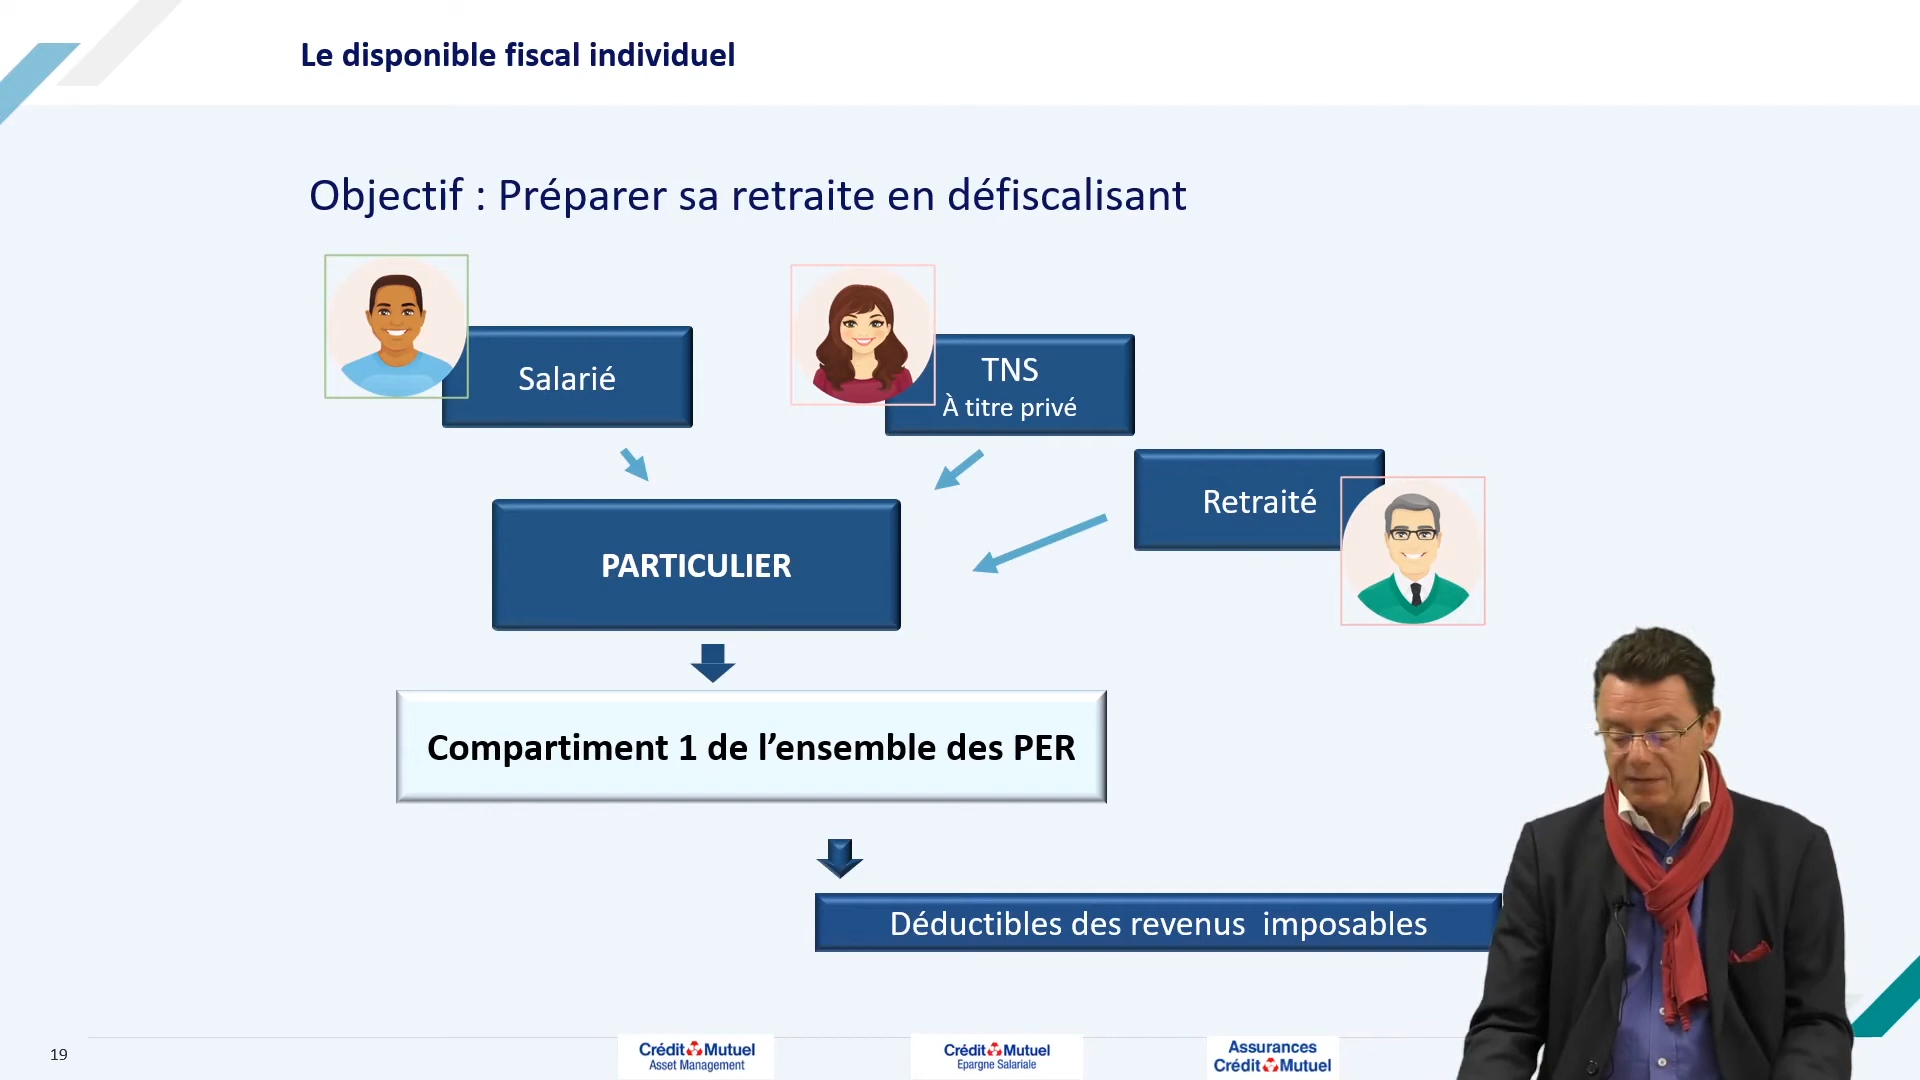 Le disponible fiscal individuel
Objectif : Préparer sa retraite en défiscalisant
Salarié
TNS
À titre privé
Retraité
PARTICULIER
Compartiment 1 de l’ensemble des PER
Déductibles des revenus imposables
19
Crédit Mutuel
Asset Management
Crédit Mutuel
Epargne Salariale
Assurances
Crédit Mutuel